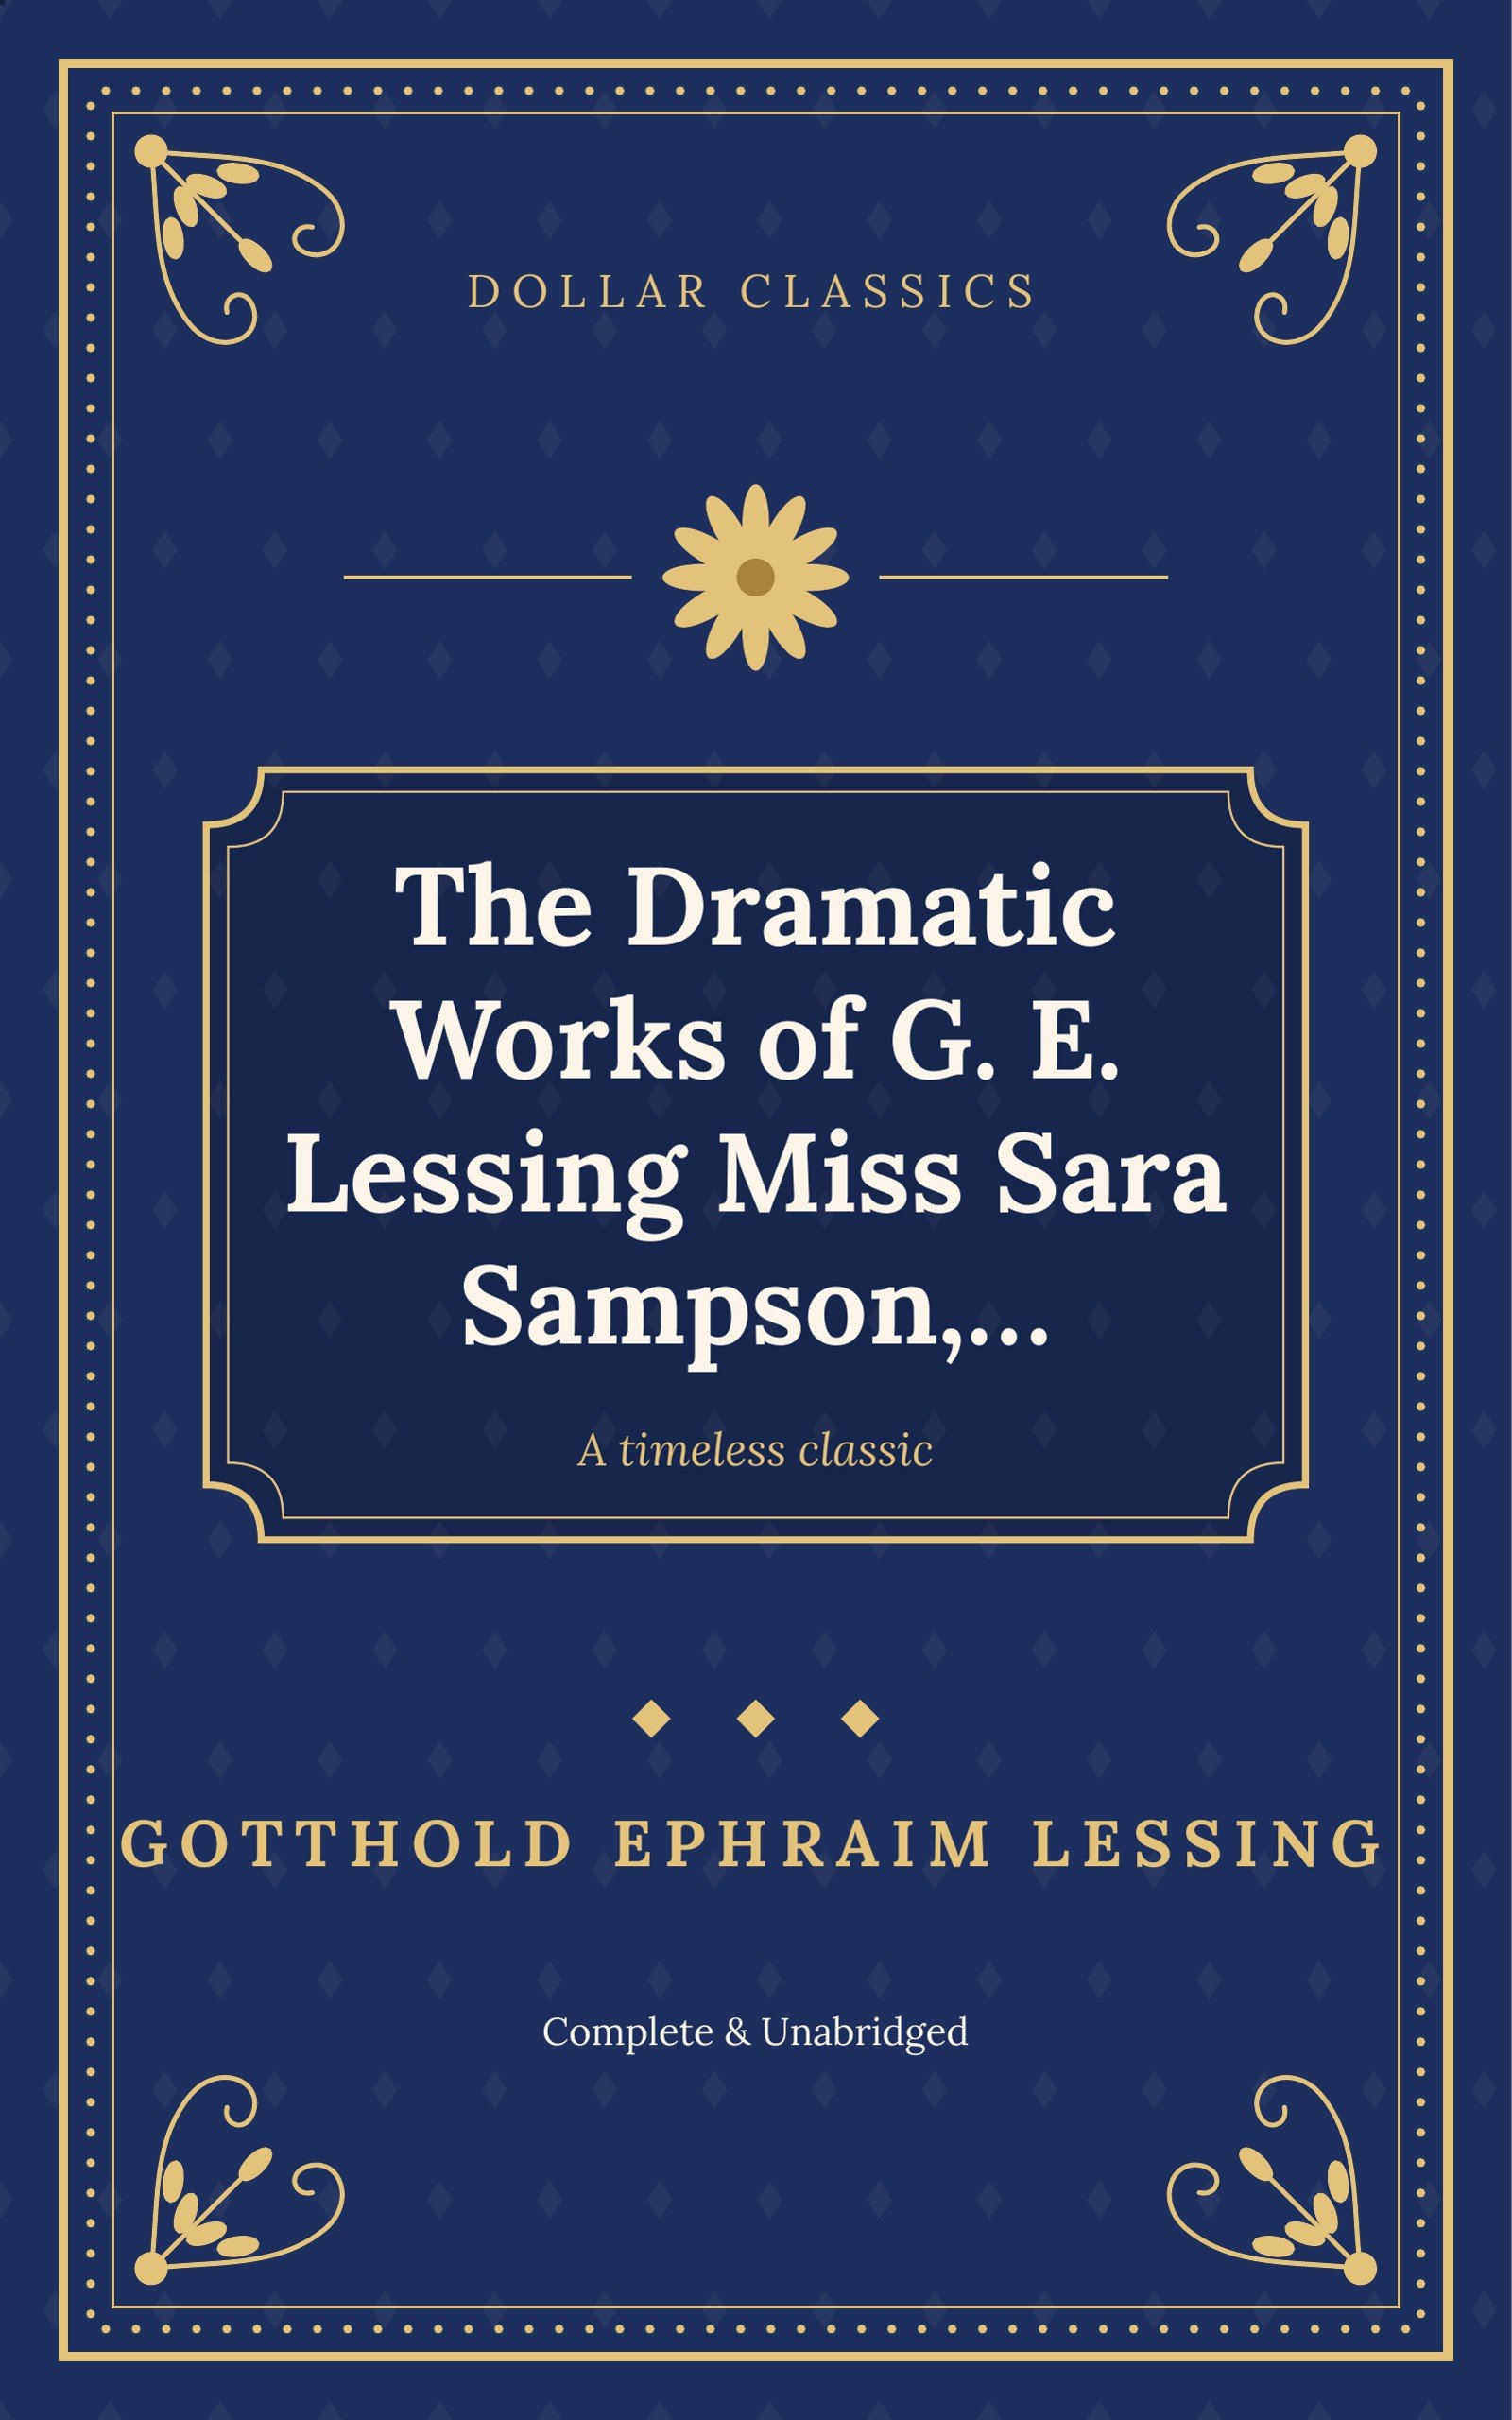 DOLLAR CLASSICS
The Dramatic
Works of G. E.
Lessing Miss Sara
Sampson,...
A timeless classic
GOTTHOLD EPHRAIM LESSING
Complete & Unabridged